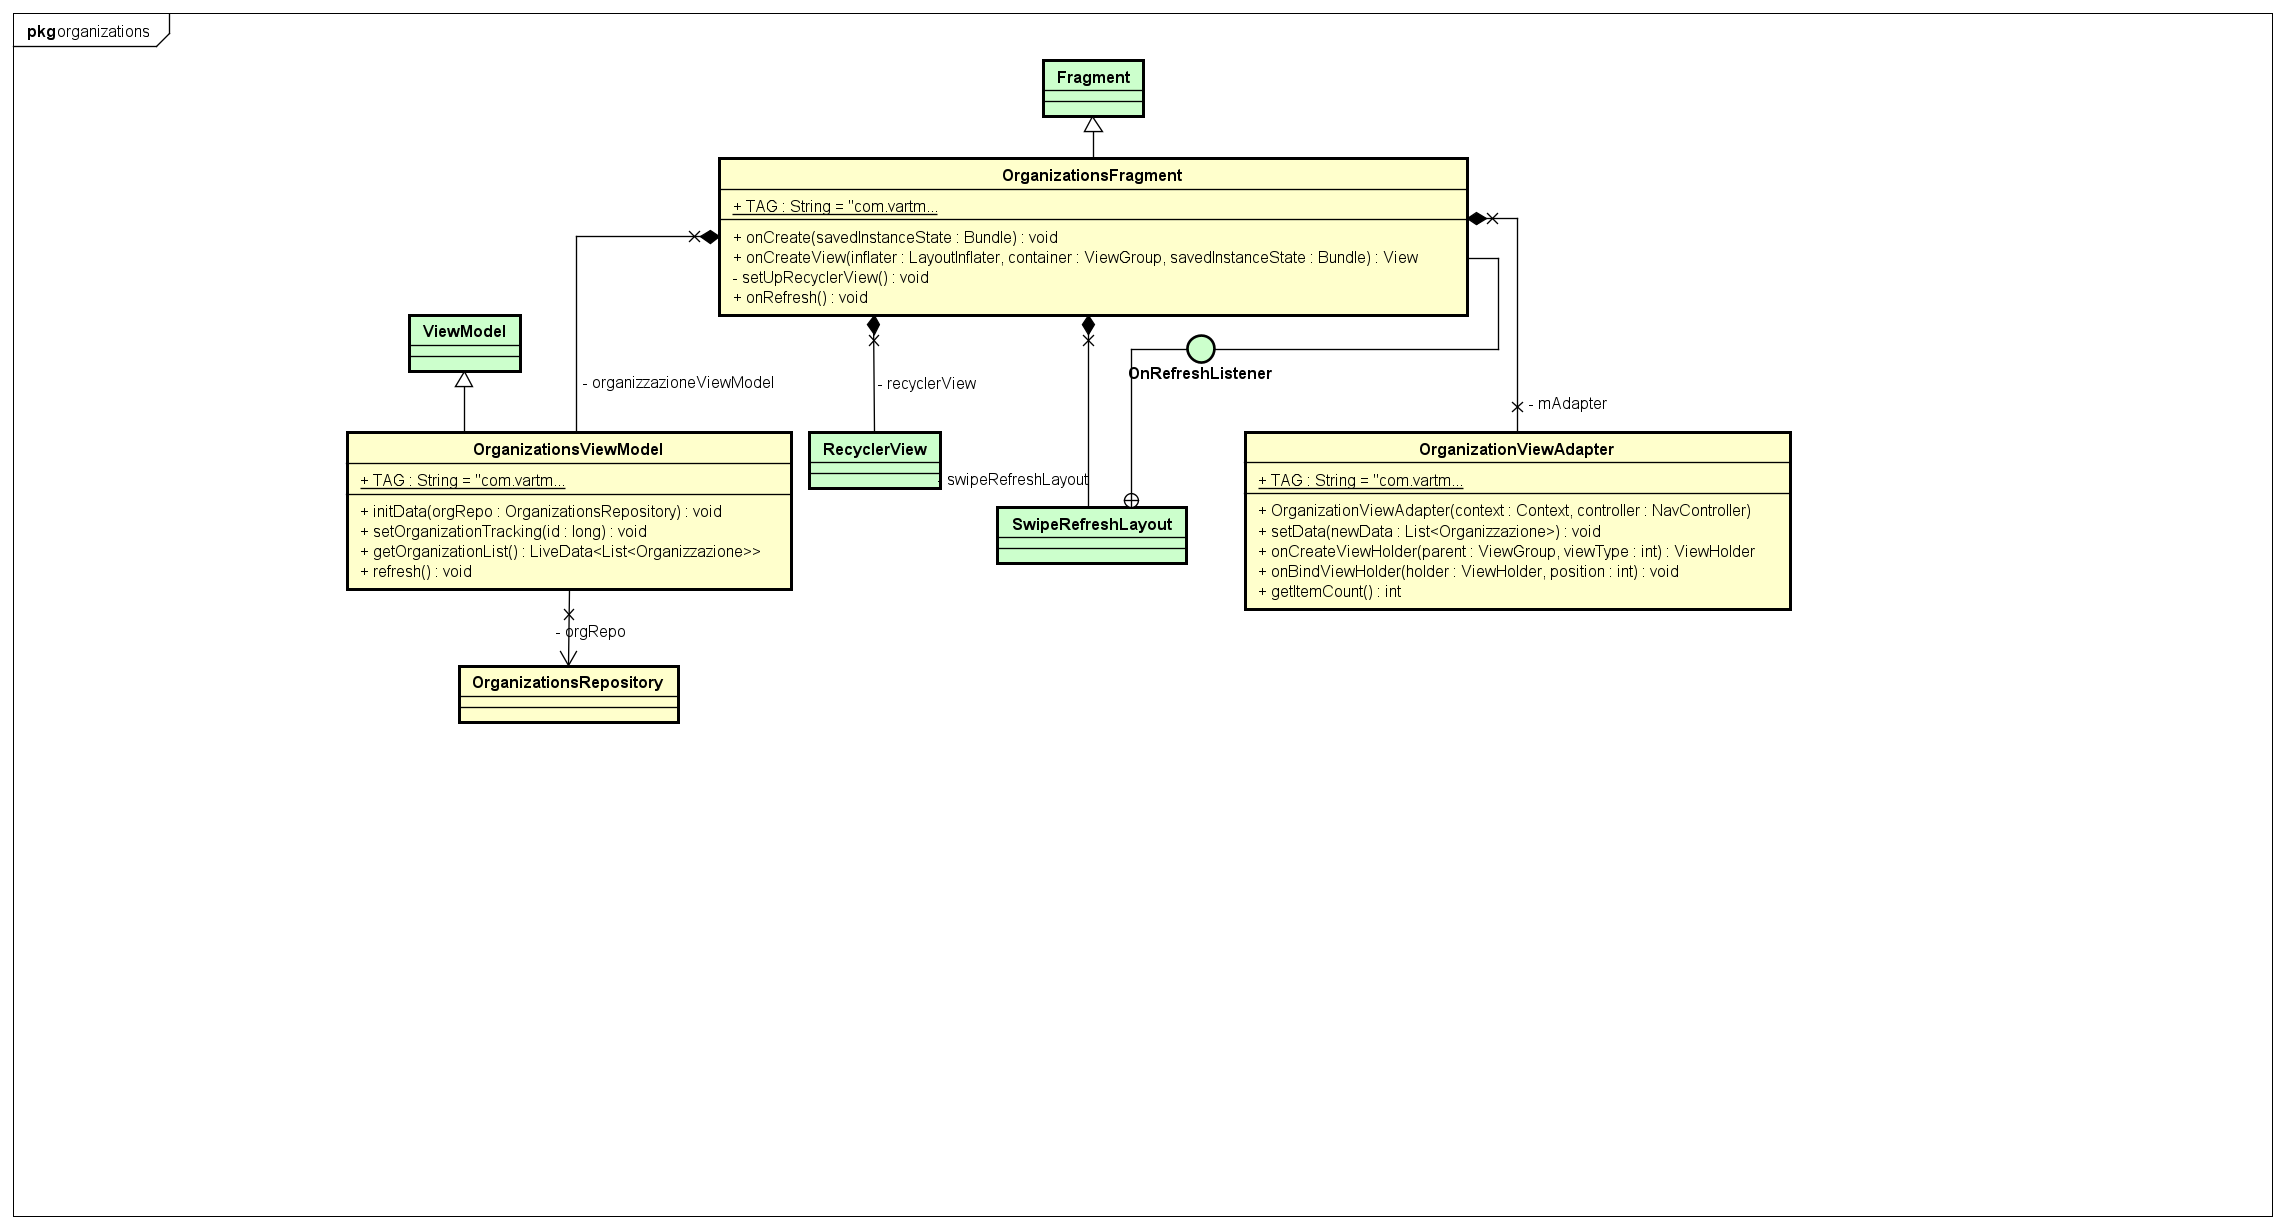 pkg organizations
Fragment
OrganizationsFragment
+ TAG : String = "com.vartm...
+ onCreate(savedInstanceState : Bundle) : void
+ onCreateView(inflater : LayoutInflater, container : ViewGroup, savedInstanceState : Bundle) : View
- setUpRecyclerView() : void
+ onRefresh() : void
ViewModel
- organizzazioneViewModel
- recyclerView
OnRefreshListener
- mAdapter
OrganizationsViewModel
+ TAG : String = "com.vartm...
+ initData(orgRepo : OrganizationsRepository) : void
+ setOrganizationTracking(id : long) : void
+ getOrganizationList() : LiveData<List<Organizzazione>>
+ refresh() : void
RecyclerView
- swipeRefreshLayout
SwipeRefreshLayout
OrganizationViewAdapter
+ TAG : String = "com.vartm...
+ OrganizationViewAdapter(context : Context, controller : NavController)
+ setData(newData : List<Organizzazione>) : void
+ onCreateViewHolder(parent : ViewGroup, viewType : int) : ViewHolder
+ onBindViewHolder(holder : ViewHolder, position : int) : void
+ getItemCount() : int
- orgRepo
OrganizationsRepository